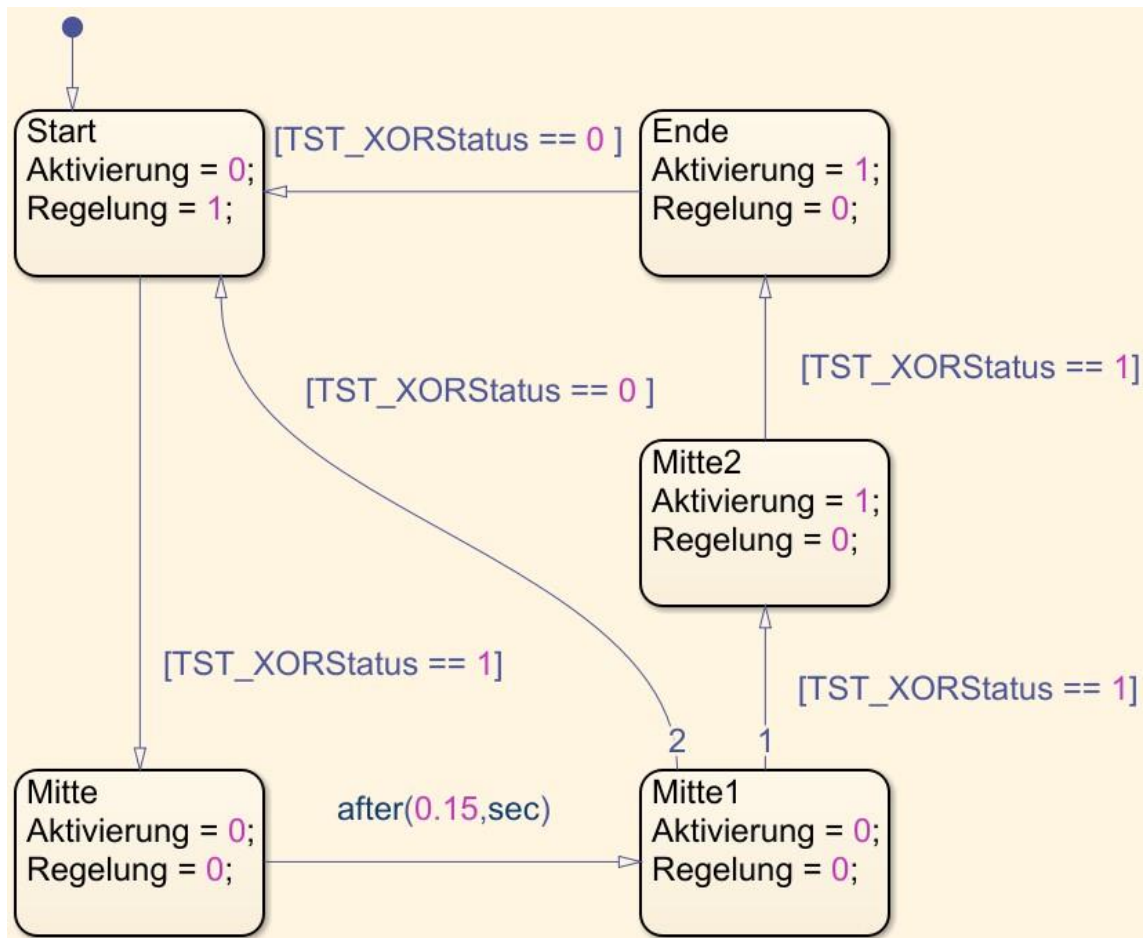 Start
Aktivierung = 0;
Regelung = 1;
[TST_XORStatus == 0 ]
Ende
Aktivierung = 1;
Regelung = 0;
[TST_XORStatus == 0 ]
[TST_XORStatus == 1]
Mitte2
Aktivierung = 1;
Regelung = 0;
[TST_XORStatus == 1]
[TST_XORStatus == 1]
2
1
Mitte
Aktivierung = 0;
Regelung = 0;
after(0.15,sec)
Mitte1
Aktivierung = 0;
Regelung = 0;